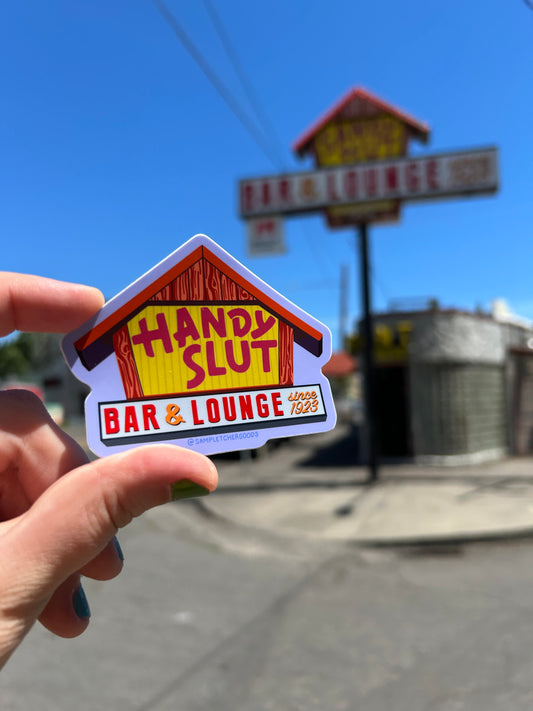 HANDY
SLUT
BAR & LOUNGE since
1923
@SAMPLETCHERGOODS
BAR & LOUNGE